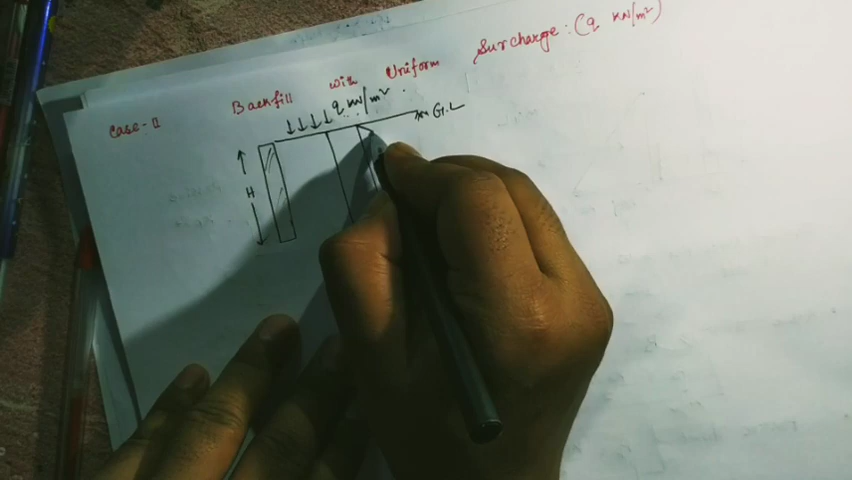 Case-II Backfill with Uniform Surcharge: (q kN/m²)
q kN/m²
G.L
H